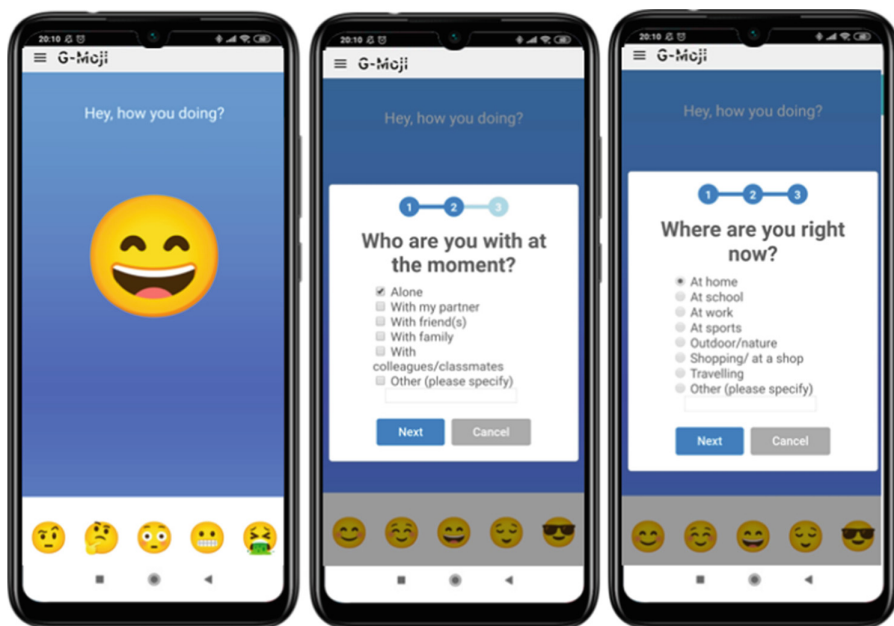 20:10
G-Moji
Hey, how you doing?
20:10
G-Moji
Hey, how you doing?
1 2 3
Who are you with at
the moment?
Alone
With my partner
With friend(s)
With family
With
colleagues/classmates
Other (please specify)
Next Cancel
20:10
G-Moji
Hey, how you doing?
1 2 3
Where are you right
now?
At home
At school
At work
At sports
Outdoor/nature
Shopping/ at a shop
Travelling
Other (please specify)
Next Cancel